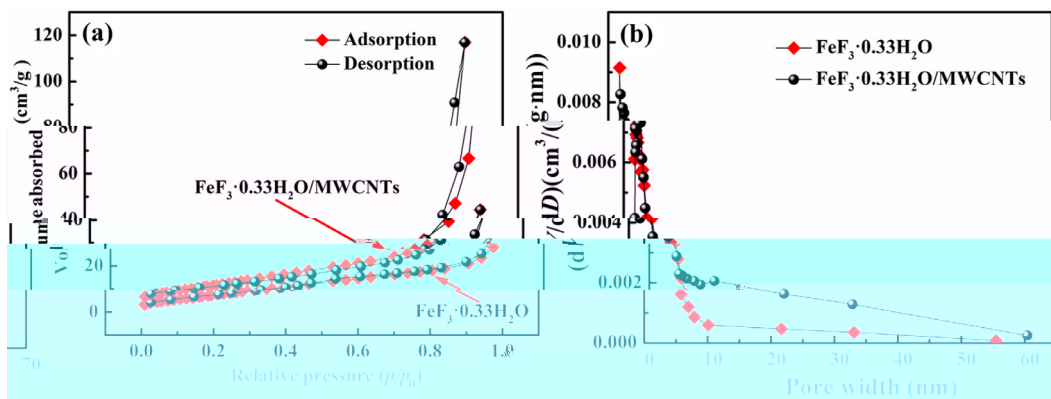 (a)
Adsorption
Desorption
120
100
80
60
40
20
0
(cm³/g)
absorbed
FeF₃·0.33H₂O/MWCNTs
FeF₃·0.33H₂O
0.0 0.2 0.4 0.6 0.8
Relative pressure (p/p₀)
70
(b)
FeF₃·0.33H₂O
FeF₃·0.33H₂O/MWCNTs
0.010
0.008
0.006
0.004
0.002
0.000
0 10 20 30 40 50 60
Pore width (nm)